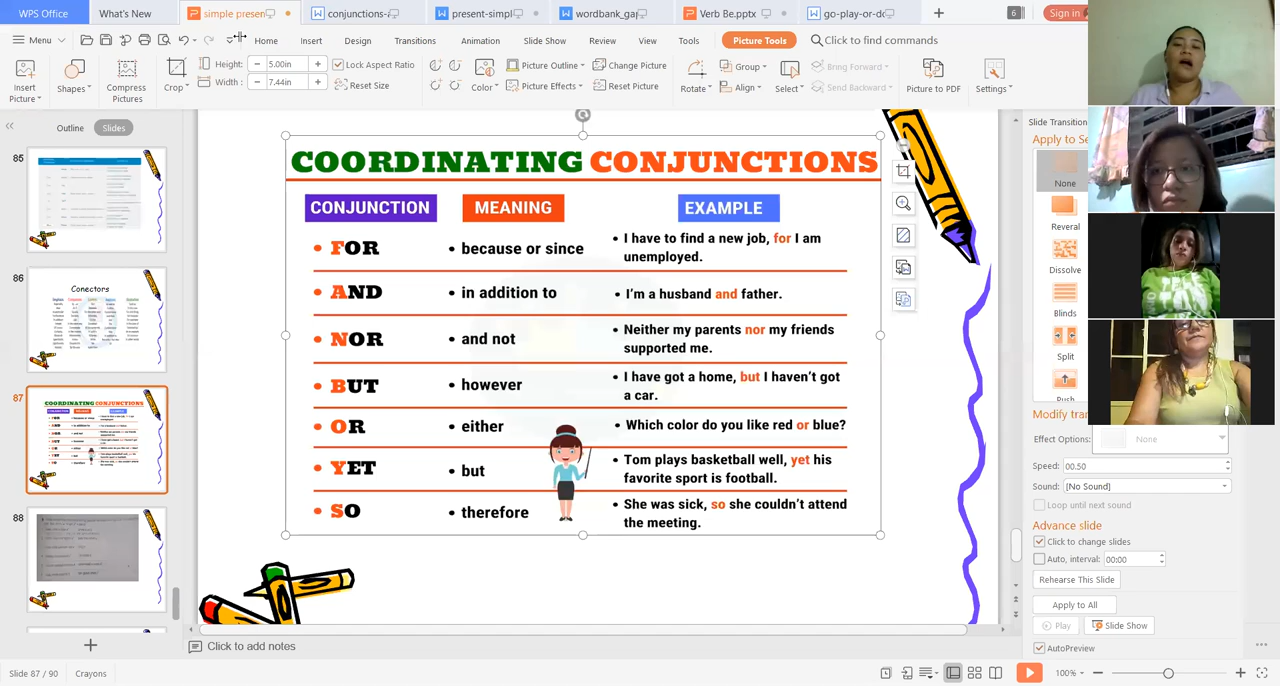 WPS Office What's New simple presen conjunctions- present-simpl wordbank_gap Verb Be.pptx go-play-or-do 6 Sign in
Menu Home Insert Design Transitions Animation Slide Show Review View Tools Picture Tools Click to find commands
Height: 5.00in Lock Aspect Ratio Picture Outline Change Picture Group Bring Forward
Width : 7.44in Reset Size Picture Effects Reset Picture Align Send Backward
Insert Picture Shapes Compress Pictures Crop Color Rotate Select Picture to PDF Settings
Outline Slides
85
86
Conectors
87
88
COORDINATING CONJUNCTIONS
CONJUNCTION MEANING EXAMPLE
• FOR • because or since • I have to find a new job, for I am
unemployed.
• AND • in addition to • I'm a husband and father.
• NOR • and not • Neither my parents nor my friends
supported me.
• BUT • however • I have got a home, but I haven't got
a car.
• OR • either • Which color do you like red or blue?
• YET • but • Tom plays basketball well, yet his
favorite sport is football.
• SO • therefore • She was sick, so she couldn't attend
the meeting.
Slide Transition
Apply to Se
None
Reveral
Dissolve
Blinds
Split
Push
Modify tran
Effect Options: None
Speed: 00.50
Sound: [No Sound]
Loop until next sound
Advance slide
Click to change slides
Auto, interval: 00:00
Rehearse This Slide
Apply to All
Play Slide Show
AutoPreview
Click to add notes
Slide 87 / 90 Crayons 100%